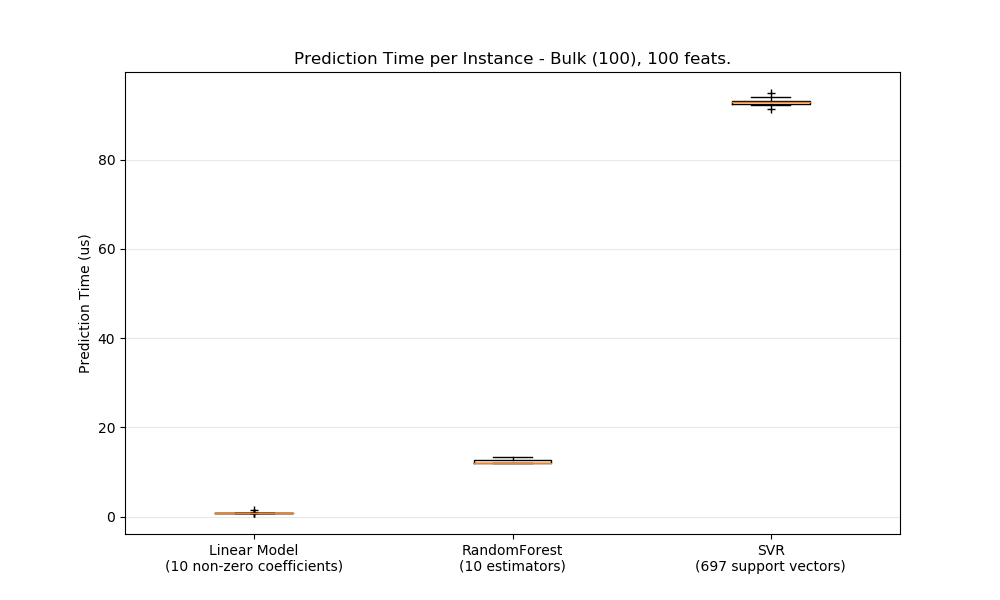 Prediction Time per Instance - Bulk (100), 100 feats.
Prediction Time (us)
80
60
40
20
0
Linear Model
(10 non-zero coefficients)
RandomForest
(10 estimators)
SVR
(697 support vectors)